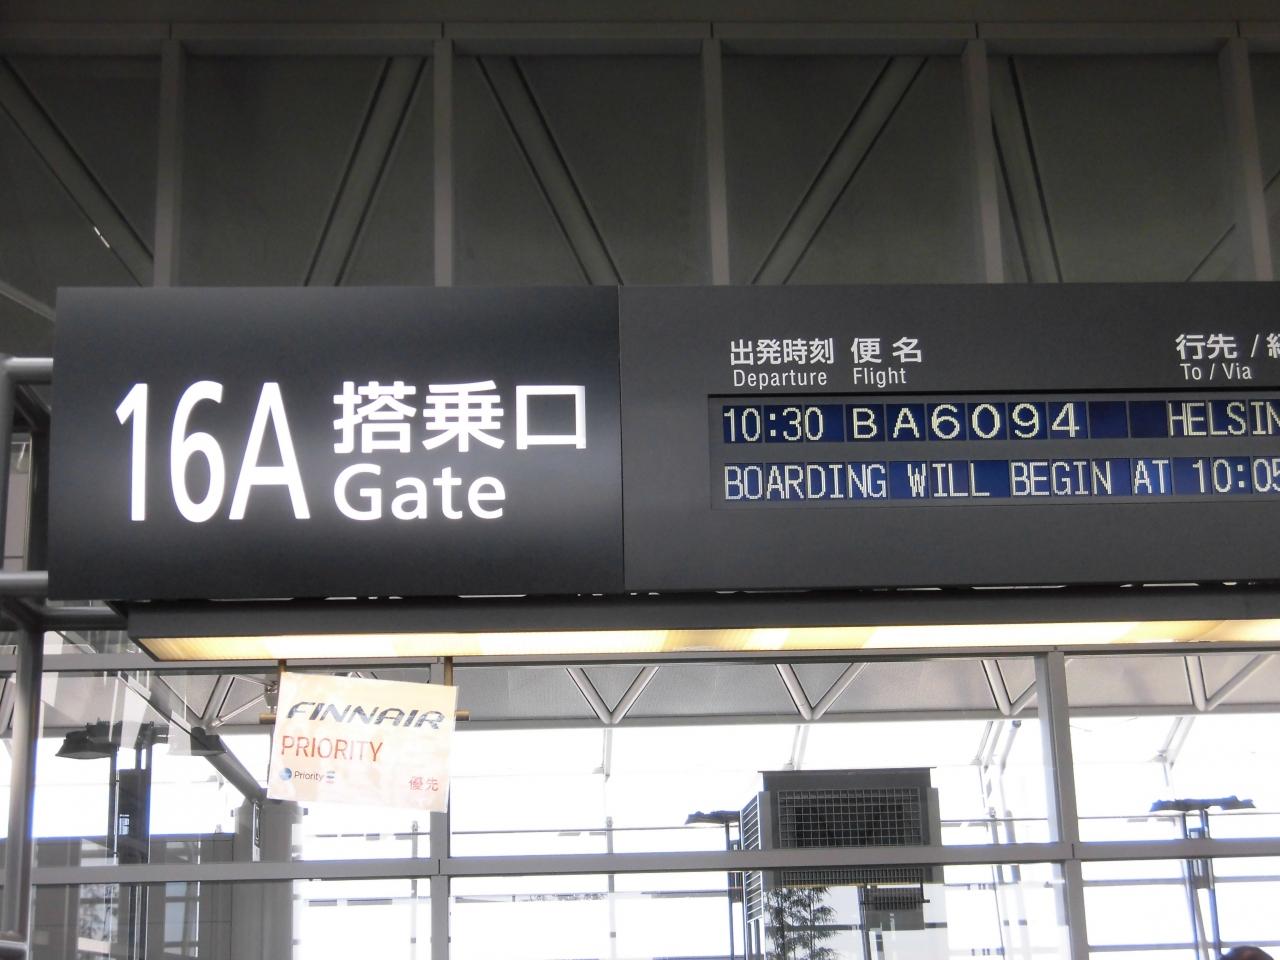 16A 搭乗口
Gate
出発時刻 便名 行先 /
Departure Flight To / Via
10:30 BA6094 HELSIN
BOARDING WILL BEGIN AT 10:05
FINNAIR
PRIORITY
Priority
優先